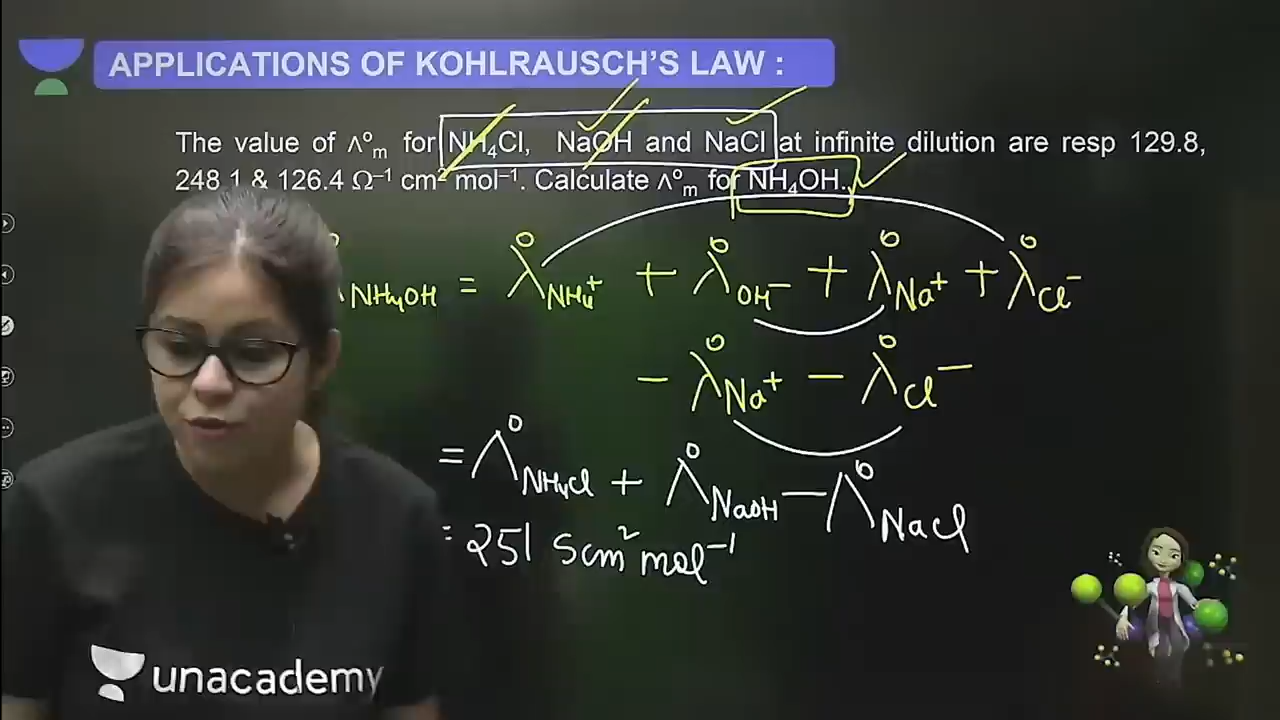 APPLICATIONS OF KOHLRAUSCH'S LAW :
The value of Λ°m for NH₄Cl, NaOH and NaCl at infinite dilution are resp 129.8,
248.1 & 126.4 Ω⁻¹ cm² mol⁻¹. Calculate Λ°m for NH₄OH.
NH₄OH = λ°NH₄⁺ + λ°OH⁻ + λ°Na⁺ + λ°Cl⁻
− λ°Na⁺ − λ°Cl⁻
= Λ°NH₄Cl + Λ°NaOH − Λ°NaCl
= 251 S cm² mol⁻¹
unacademy